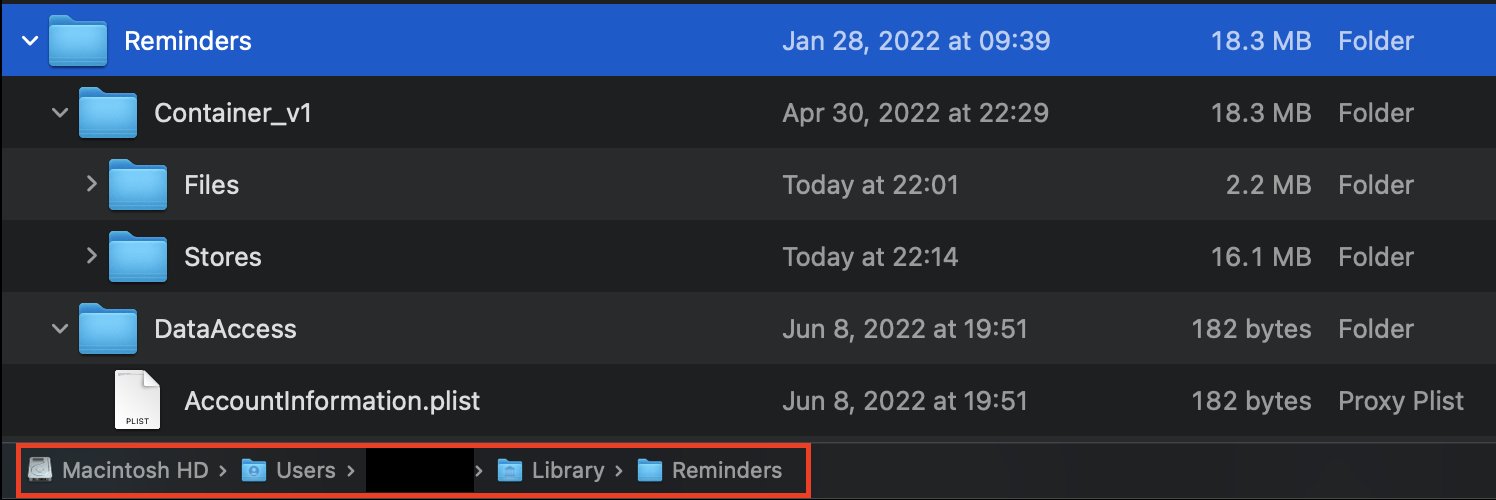 Reminders Jan 28, 2022 at 09:39 18.3 MB Folder
Container_v1 Apr 30, 2022 at 22:29 18.3 MB Folder
Files Today at 22:01 2.2 MB Folder
Stores Today at 22:14 16.1 MB Folder
DataAccess Jun 8, 2022 at 19:51 182 bytes Folder
PLIST AccountInformation.plist Jun 8, 2022 at 19:51 182 bytes Proxy Plist
Macintosh HD › Users › › Library › Reminders